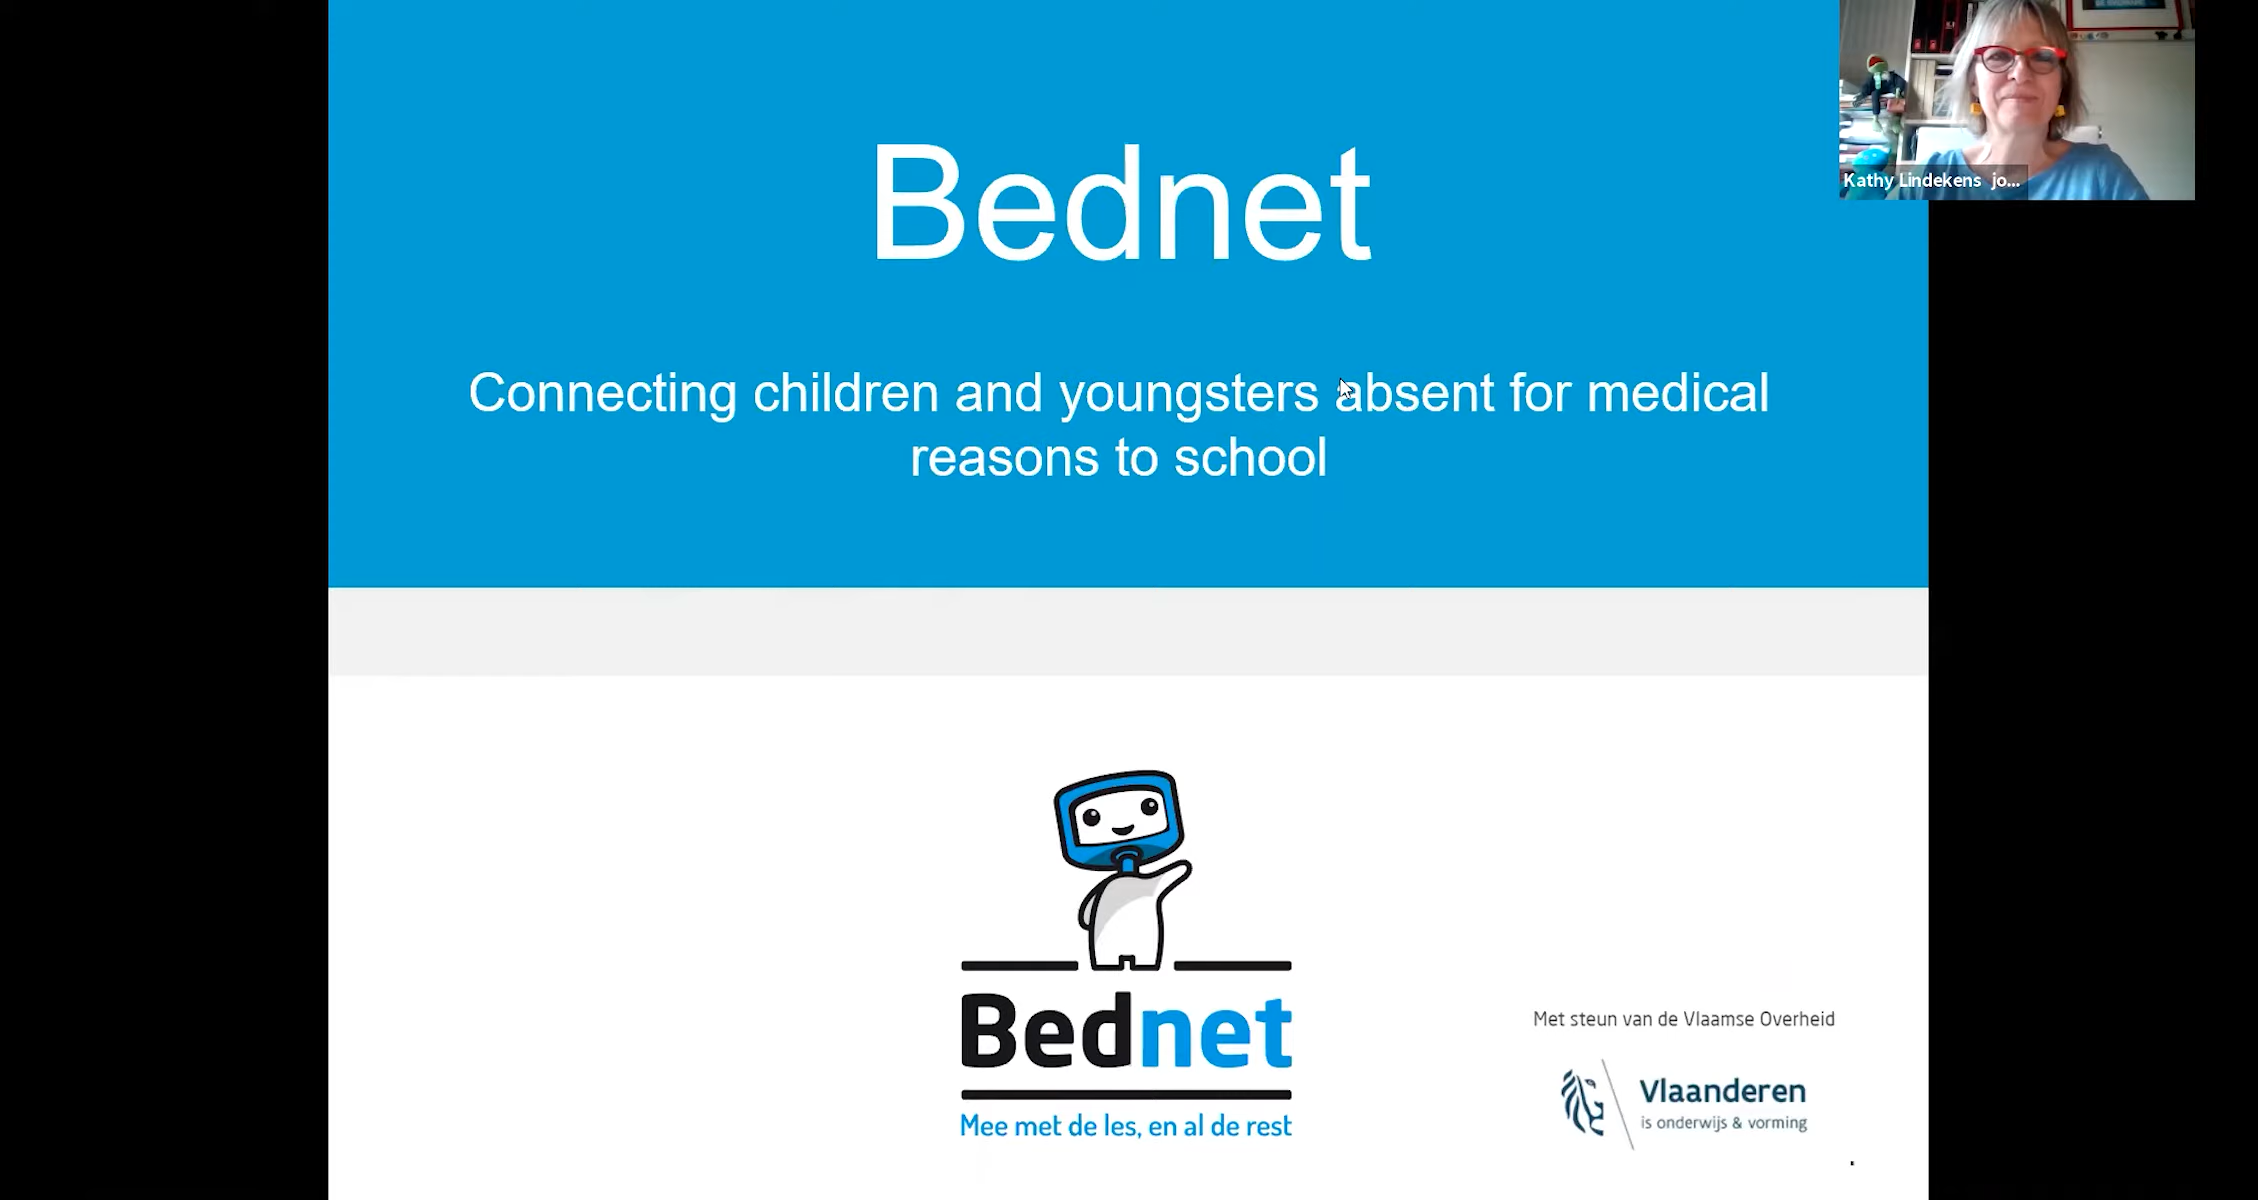 Bednet
Connecting children and youngsters absent for medical
reasons to school
Kathy Lindekens jo...
Bednet
Mee met de les, en al de rest
Met steun van de Vlaamse Overheid
Vlaanderen
is onderwijs & vorming